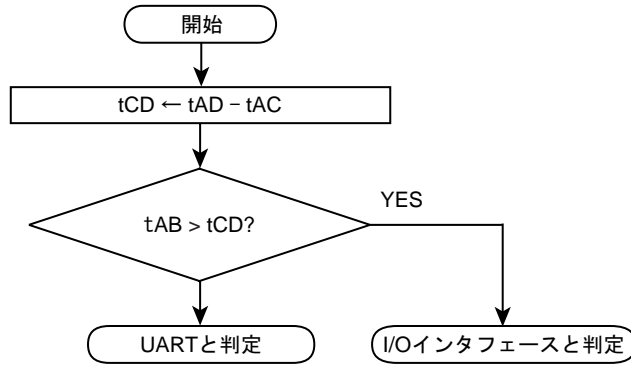 開始
tCD ← tAD − tAC
tAB > tCD?
YES
UARTと判定
I/Oインタフェースと判定